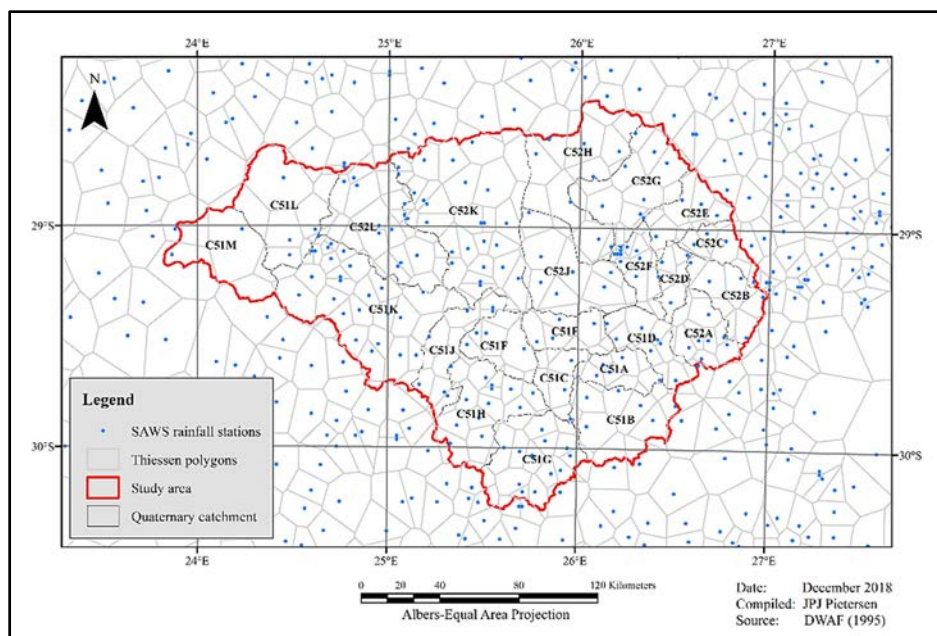 24°E 25°E 26°E 27°E
N
C52H
C52G
C51L
C52E
C52K
29°S C51M C52L C52C 29°S
C52F
C52J C52D
C52B
C51K
C51E C51D C52A
C51J C51F
C51A
C51C
C51H C51B
Legend
SAWS rainfall stations
30°S 30°S
Thiessen polygons C51G
Study area
Quaternary catchment
24°E 25°E 26°E 27°E
0 20 40 80 120 Kilometers
Albers-Equal Area Projection
Date: December 2018
Compiled: JPJ Pietersen
Source: DWAF (1995)